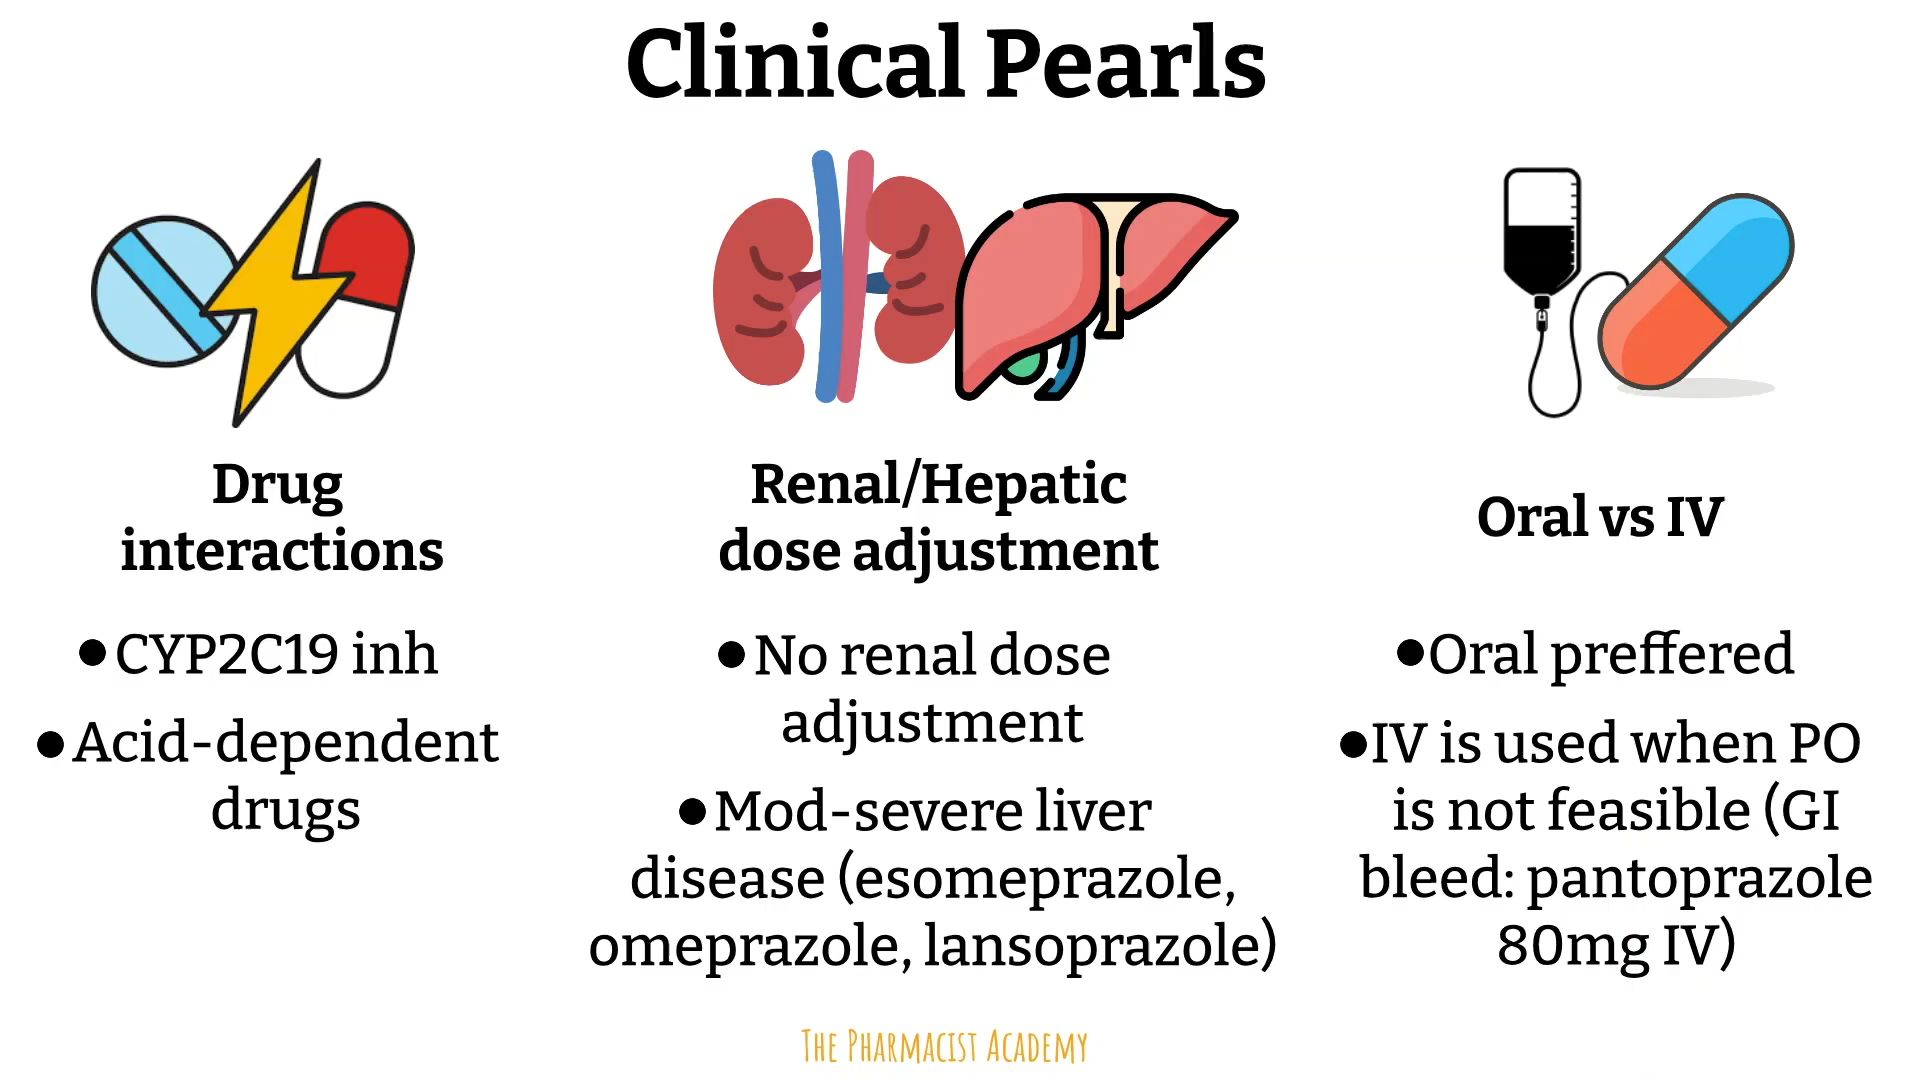 Clinical Pearls
Drug
interactions
●CYP2C19 inh
●Acid-dependent
drugs
Renal/Hepatic
dose adjustment
●No renal dose
adjustment
●Mod-severe liver
disease (esomeprazole,
omeprazole, lansoprazole)
Oral vs IV
●Oral preffered
●IV is used when PO
is not feasible (GI
bleed: pantoprazole
80mg IV)
The Pharmacist Academy